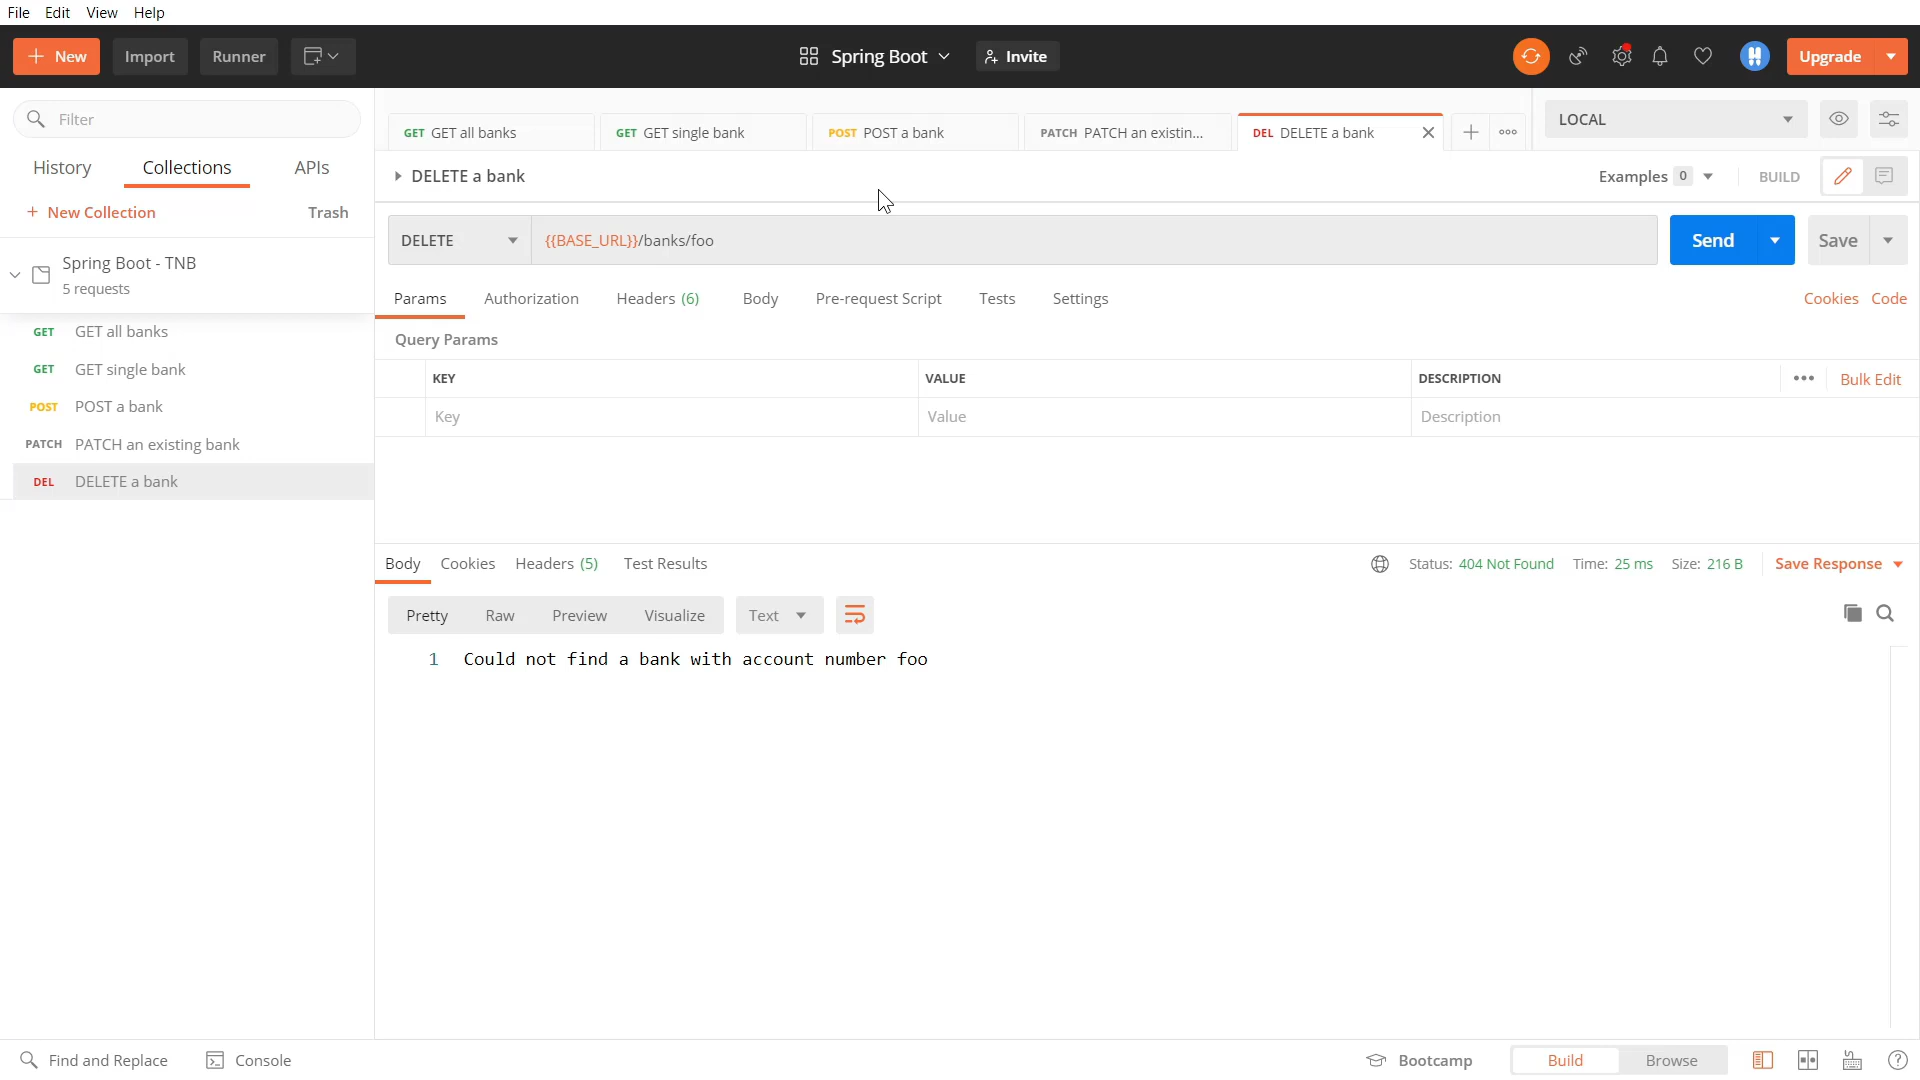 File Edit View Help
New Import Runner Spring Boot Invite Upgrade
Filter
History Collections APIs
New Collection Trash
Spring Boot - TNB
5 requests
GET GET all banks
GET GET single bank
POST POST a bank
PATCH PATCH an existing bank
DEL DELETE a bank
GET GET all banks GET GET single bank POST POST a bank PATCH PATCH an existin... DEL DELETE a bank LOCAL
DELETE a bank Examples 0 BUILD
DELETE {{BASE_URL}}/banks/foo Send Save
Params Authorization Headers (6) Body Pre-request Script Tests Settings Cookies Code
Query Params
KEY VALUE DESCRIPTION Bulk Edit
Key Value Description
Body Cookies Headers (5) Test Results Status: 404 Not Found Time: 25 ms Size: 216 B Save Response
Pretty Raw Preview Visualize Text
1 Could not find a bank with account number foo
Find and Replace Console Bootcamp Build Browse